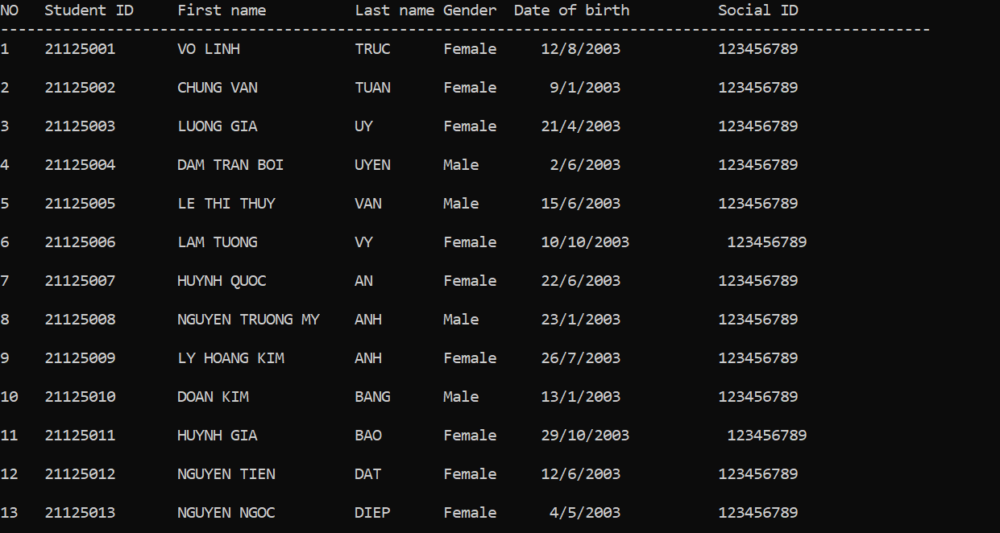 NO Student ID First name Last name Gender Date of birth Social ID
---------------------------------------------------------------------------------------------------------
1 21125001 VO LINH TRUC Female 12/8/2003 123456789
2 21125002 CHUNG VAN TUAN Female 9/1/2003 123456789
3 21125003 LUONG GIA UY Female 21/4/2003 123456789
4 21125004 DAM TRAN BOI UYEN Male 2/6/2003 123456789
5 21125005 LE THI THUY VAN Male 15/6/2003 123456789
6 21125006 LAM TUONG VY Female 10/10/2003 123456789
7 21125007 HUYNH QUOC AN Female 22/6/2003 123456789
8 21125008 NGUYEN TRUONG MY ANH Male 23/1/2003 123456789
9 21125009 LY HOANG KIM ANH Female 26/7/2003 123456789
10 21125010 DOAN KIM BANG Male 13/1/2003 123456789
11 21125011 HUYNH GIA BAO Female 29/10/2003 123456789
12 21125012 NGUYEN TIEN DAT Female 12/6/2003 123456789
13 21125013 NGUYEN NGOC DIEP Female 4/5/2003 123456789